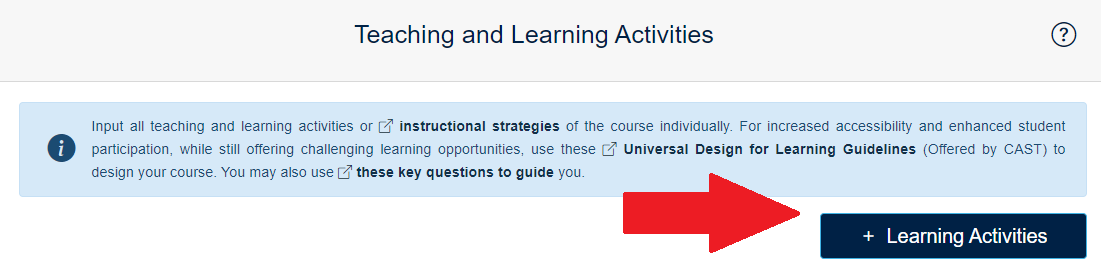 Teaching and Learning Activities
?
i
Input all teaching and learning activities or instructional strategies of the course individually. For increased accessibility and enhanced student
participation, while still offering challenging learning opportunities, use these Universal Design for Learning Guidelines (Offered by CAST) to
design your course. You may also use these key questions to guide you.
+ Learning Activities